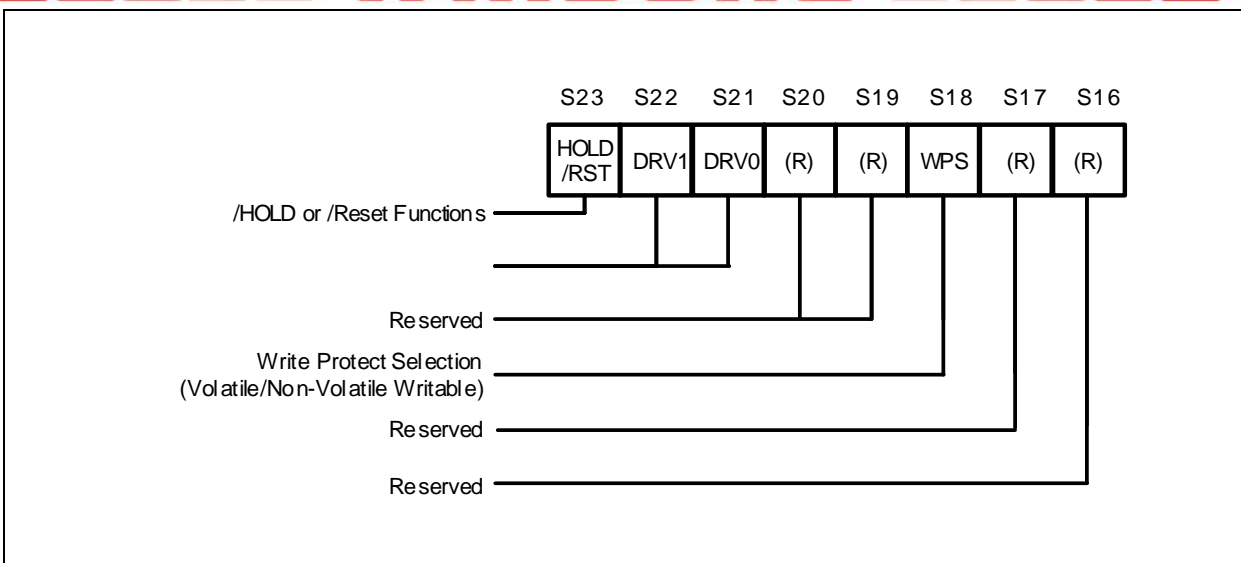 S23 S22 S21 S20 S19 S18 S17 S16
HOLD /RST DRV1 DRV0 (R) (R) WPS (R) (R)
/HOLD or /Reset Functions
Reserved
Write Protect Selection
(Volatile/Non-Volatile Writable)
Reserved
Reserved